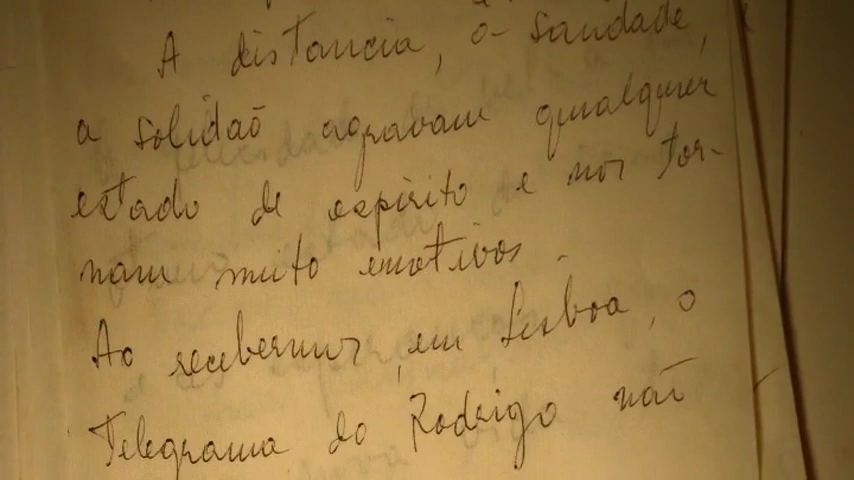 A distancia, a saudade,
a solidão agravam qualquer
estado de espírito e nos tor-
nam muito emotivos.
Ao recebermos, em Lisboa, o
Telegrama do Rodrigo não